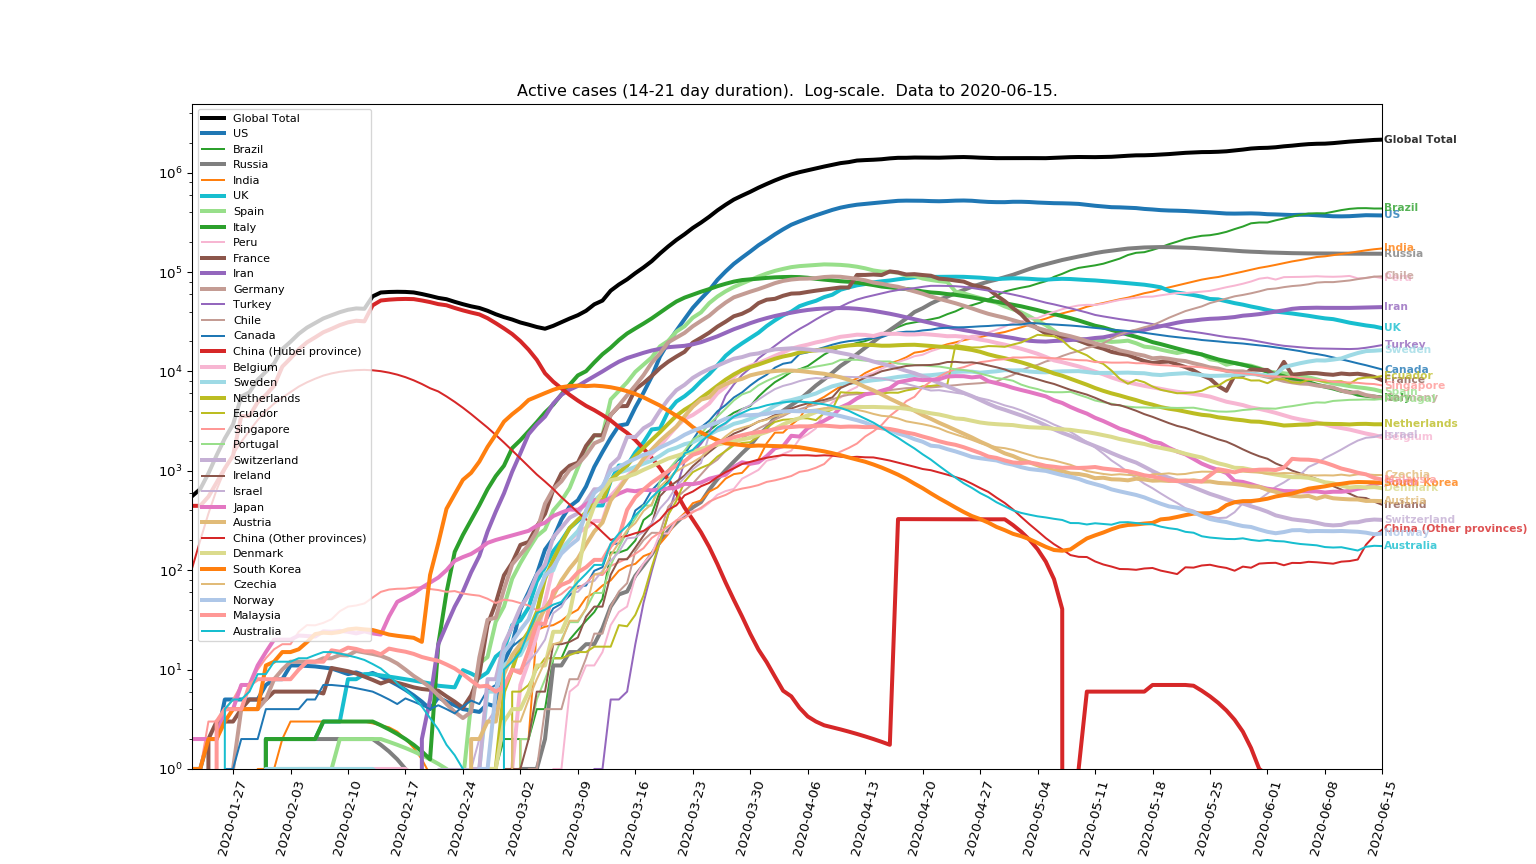 Active cases (14-21 day duration).  Log-scale.  Data to 2020-06-15.
Global Total
US
Brazil
Russia
India
UK
Spain
Italy
Peru
France
Iran
Germany
Turkey
Chile
Canada
China (Hubei province)
Belgium
Sweden
Netherlands
Ecuador
Singapore
Portugal
Switzerland
Ireland
Israel
Japan
Austria
China (Other provinces)
Denmark
South Korea
Czechia
Norway
Malaysia
Australia
10⁶
10⁵
10⁴
10³
10²
10¹
10⁰
Global Total
Brazil
US
India
Russia
Chile
Iran
UK
Turkey
Sweden
Canada
Ecuador
France
Singapore
Netherlands
Belgium
Czechia
South Korea
Denmark
Austria
Ireland
Switzerland
China (Other provinces)
Norway
Australia
2020-01-27
2020-02-03
2020-02-10
2020-02-17
2020-02-24
2020-03-02
2020-03-09
2020-03-16
2020-03-23
2020-03-30
2020-04-06
2020-04-13
2020-04-20
2020-04-27
2020-05-04
2020-05-11
2020-05-18
2020-05-25
2020-06-01
2020-06-08
2020-06-15